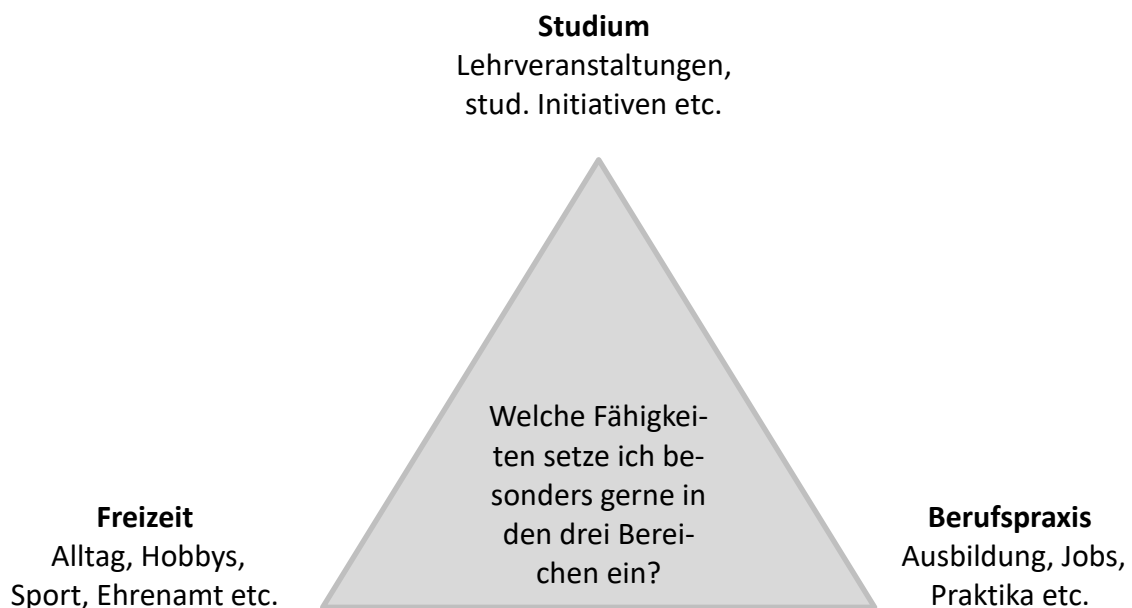 Studium
Lehrveranstaltungen,
stud. Initiativen etc.
Welche Fähigkei-
ten setze ich be-
sonders gerne in
den drei Berei-
chen ein?
Freizeit
Alltag, Hobbys,
Sport, Ehrenamt etc.
Berufspraxis
Ausbildung, Jobs,
Praktika etc.